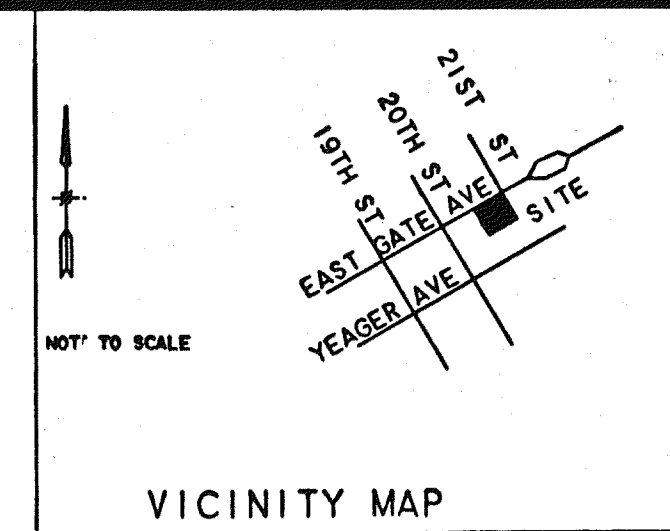 21ST ST
20TH ST
19TH ST
EAST GATE AVE
SITE
YEAGER AVE
NOT' TO SCALE
VICINITY MAP